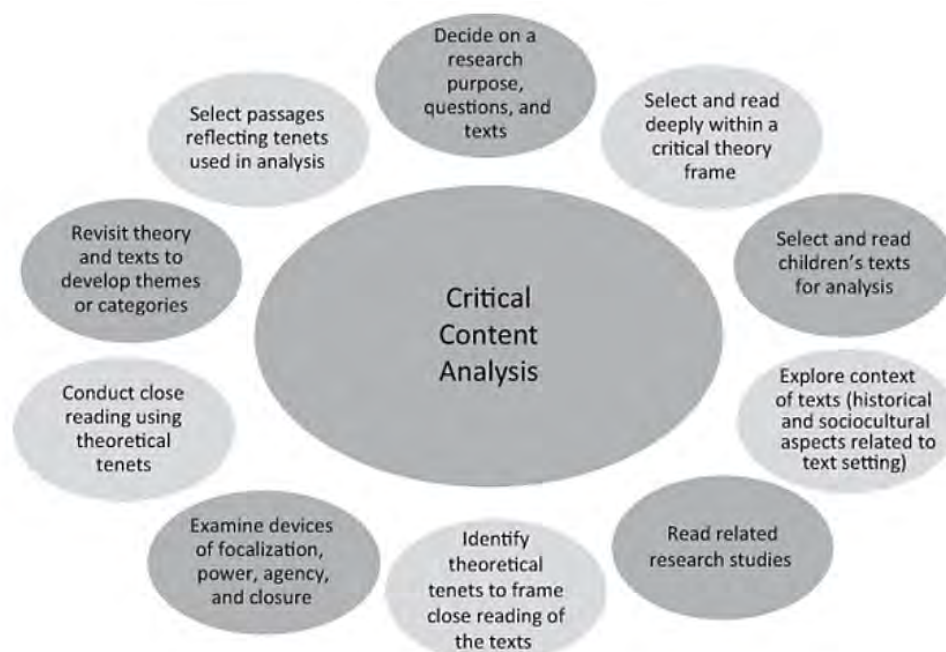 Decide on a
research
purpose,
questions, and
texts
Select and read
deeply within a
critical theory
frame
Select and read
children's texts
for analysis
Explore context
of texts (historical
and sociocultural
aspects related to
text setting)
Read related
research studies
Identify
theoretical
tenets to frame
close reading of
the texts
Examine devices
of focalization,
power, agency,
and closure
Conduct close
reading using
theoretical
tenets
Revisit theory
and texts to
develop themes
or categories
Select passages
reflecting tenets
used in analysis
Critical
Content
Analysis